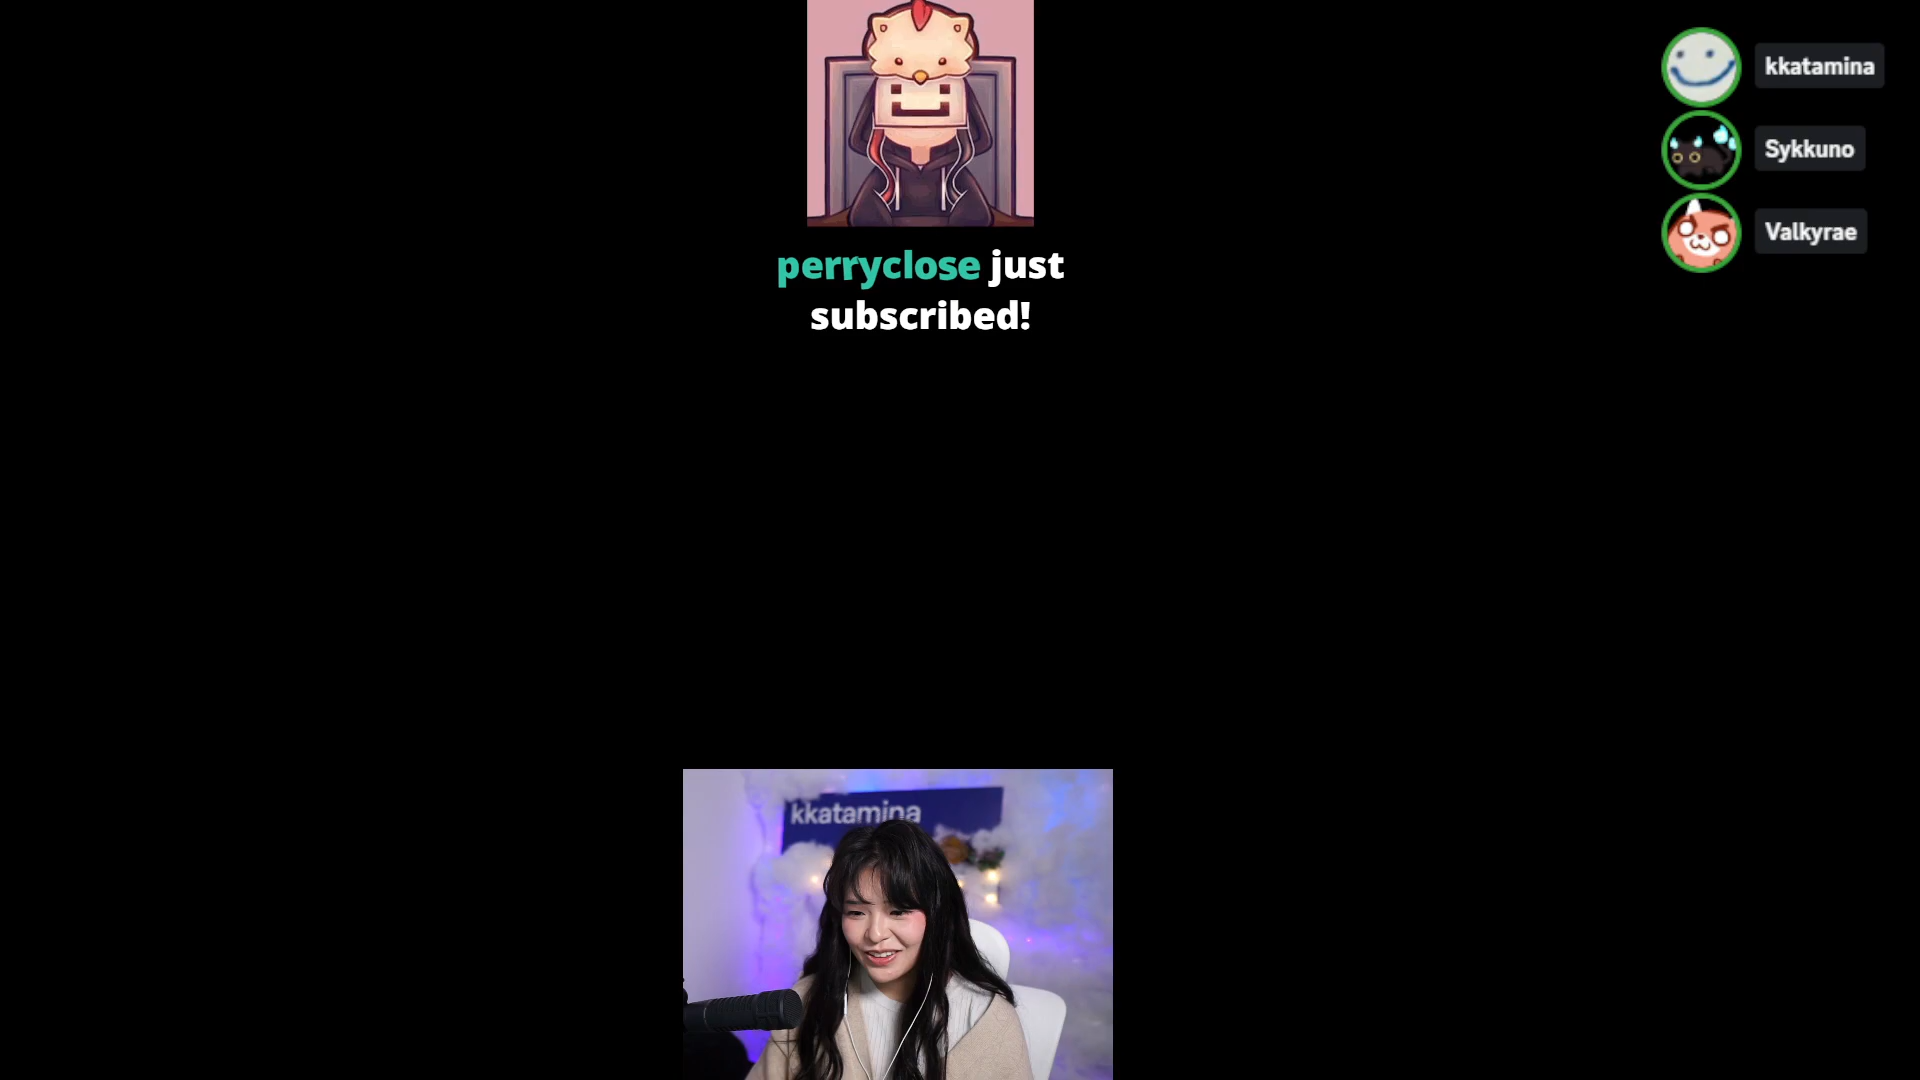 perryclose just
subscribed!
kkatamina
Sykkuno
Valkyrae
kkatamina